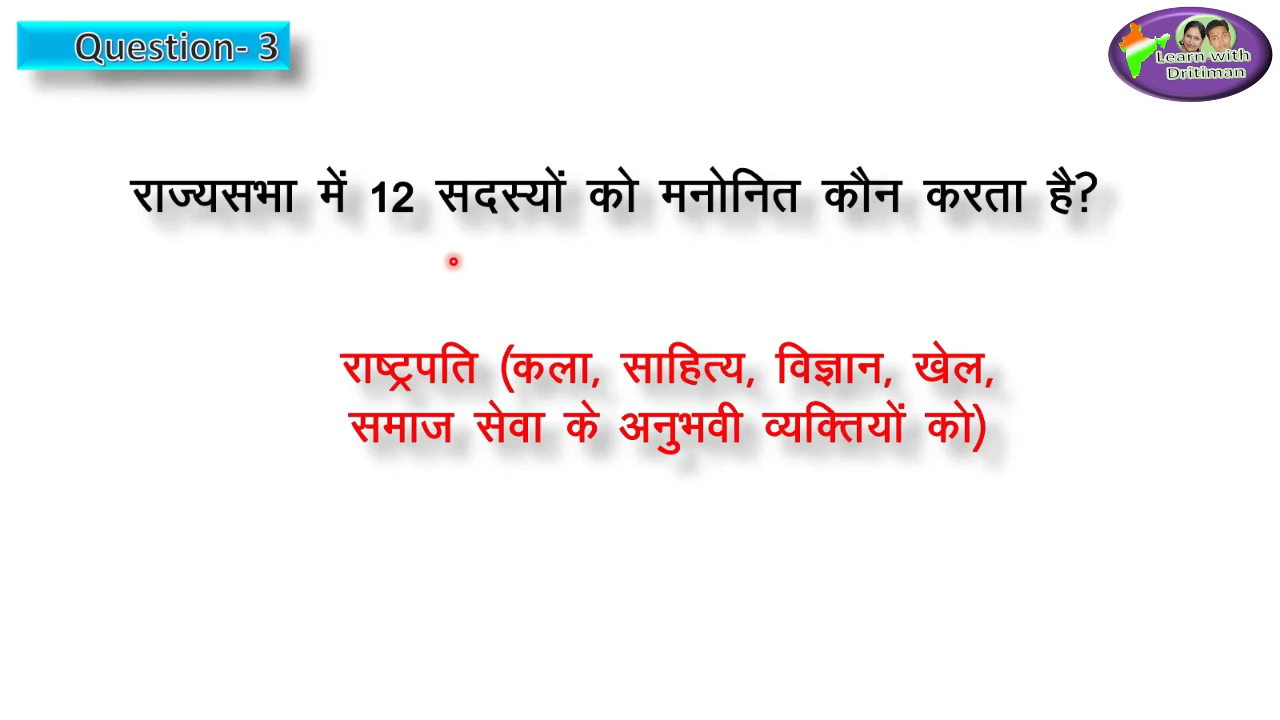 Question- 3
Learn with
Dritiman
राज्यसभा में 12 सदस्यों को मनोनित कौन करता है?
राष्ट्रपति (कला, साहित्य, विज्ञान, खेल,
समाज सेवा के अनुभवी व्यक्तियों को)